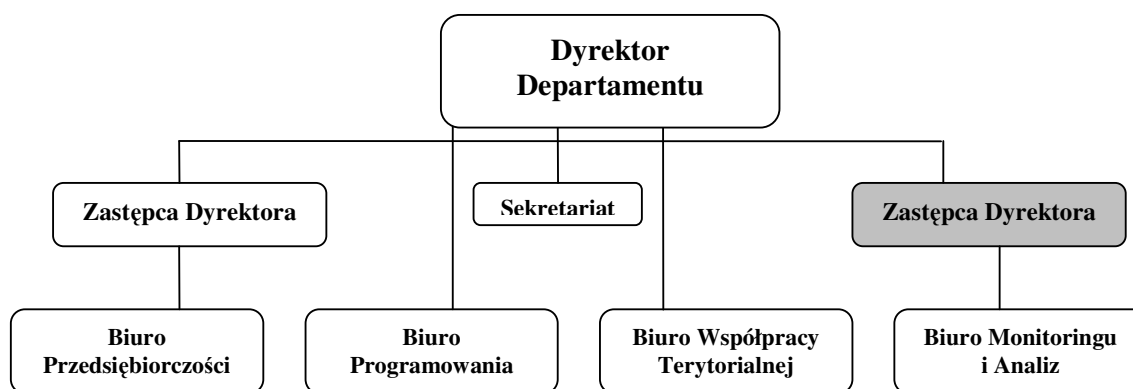 Dyrektor
Departamentu
Zastępca Dyrektora
Sekretariat
Zastępca Dyrektora
Biuro
Przedsiębiorczości
Biuro
Programowania
Biuro Współpracy
Terytorialnej
Biuro Monitoringu
i Analiz